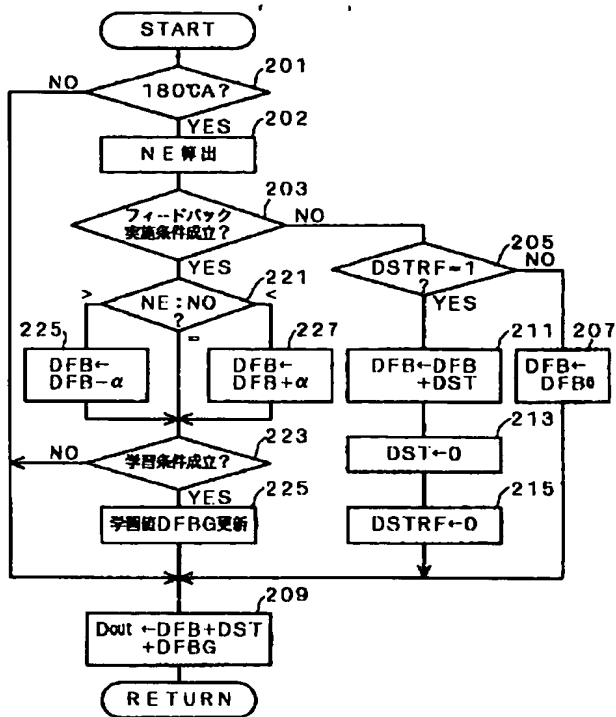 START
201
180℃A?
NO
YES
202
NE算出
203
フィードバック
実施条件成立?
NO
YES
205
DSTRF=1
?
NO
YES
221
NE:NO
?
>
<
=
225
DFB←
DFB-α
227
DFB←
DFB+α
211
DFB←DFB
+DST
207
DFB←
DFB0
213
DST←0
215
DSTRF←0
223
学習条件成立?
NO
YES
225
学習値DFBG更新
209
Dout←DFB+DST
+DFBG
RETURN